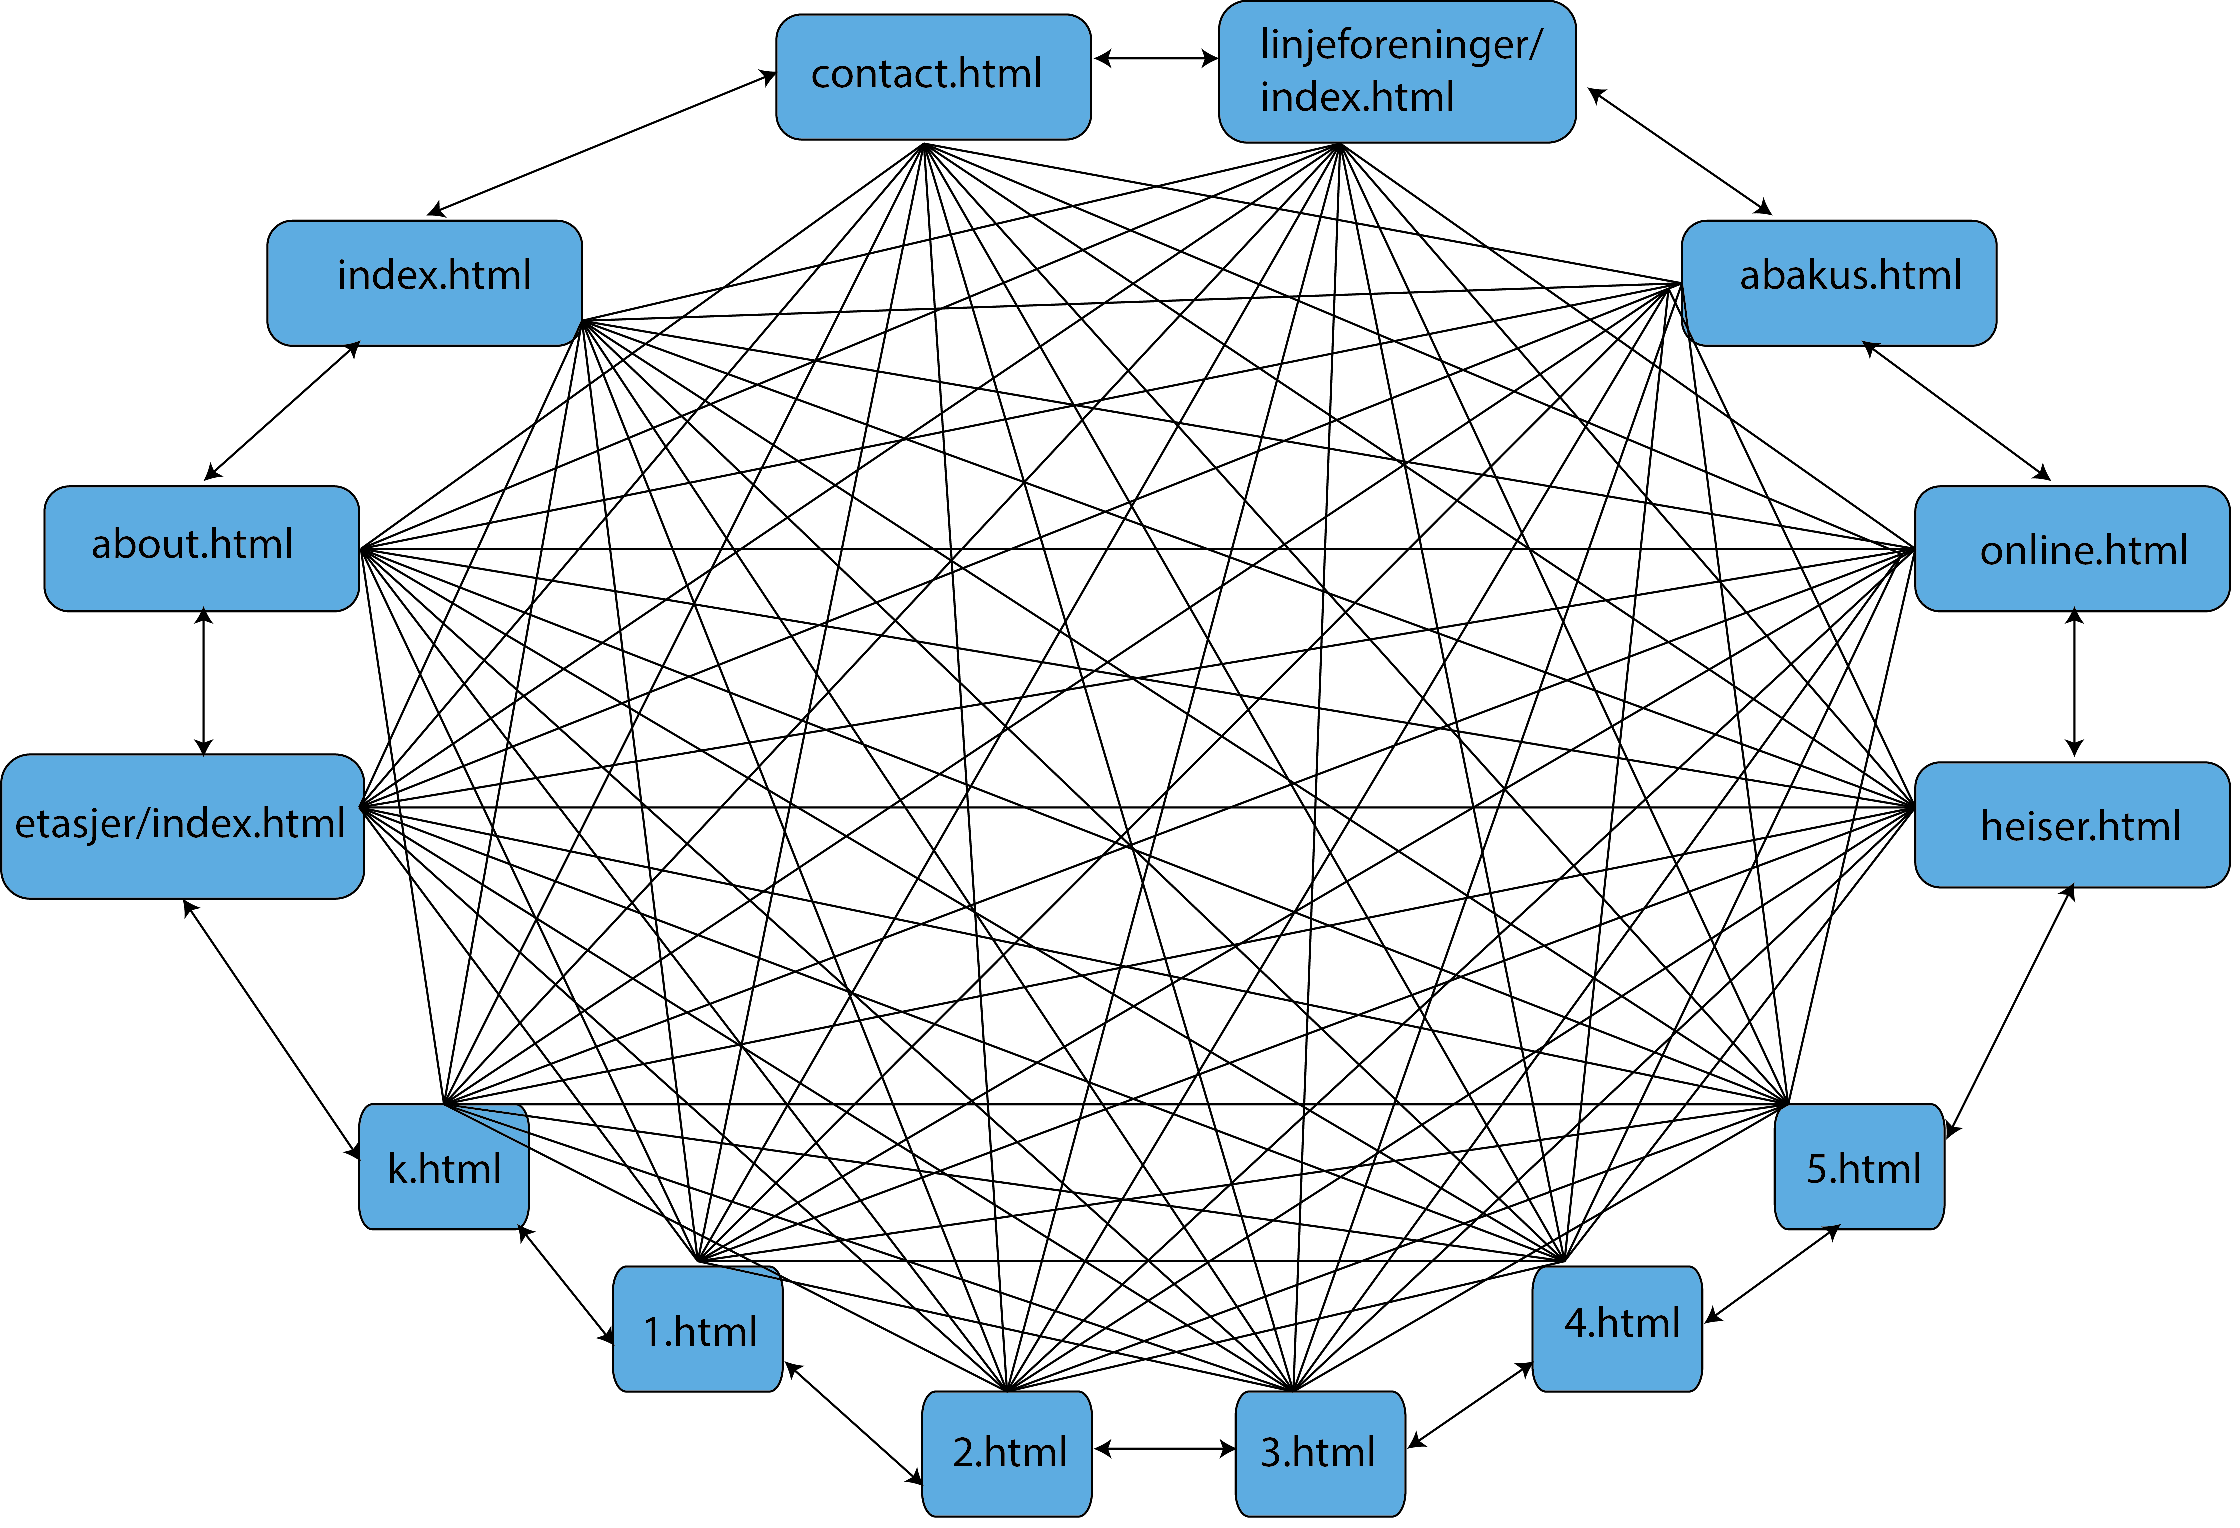 contact.html
linjeforeninger/
index.html
index.html
abakus.html
about.html
online.html
etasjer/index.html
heiser.html
k.html
5.html
1.html
4.html
2.html
3.html